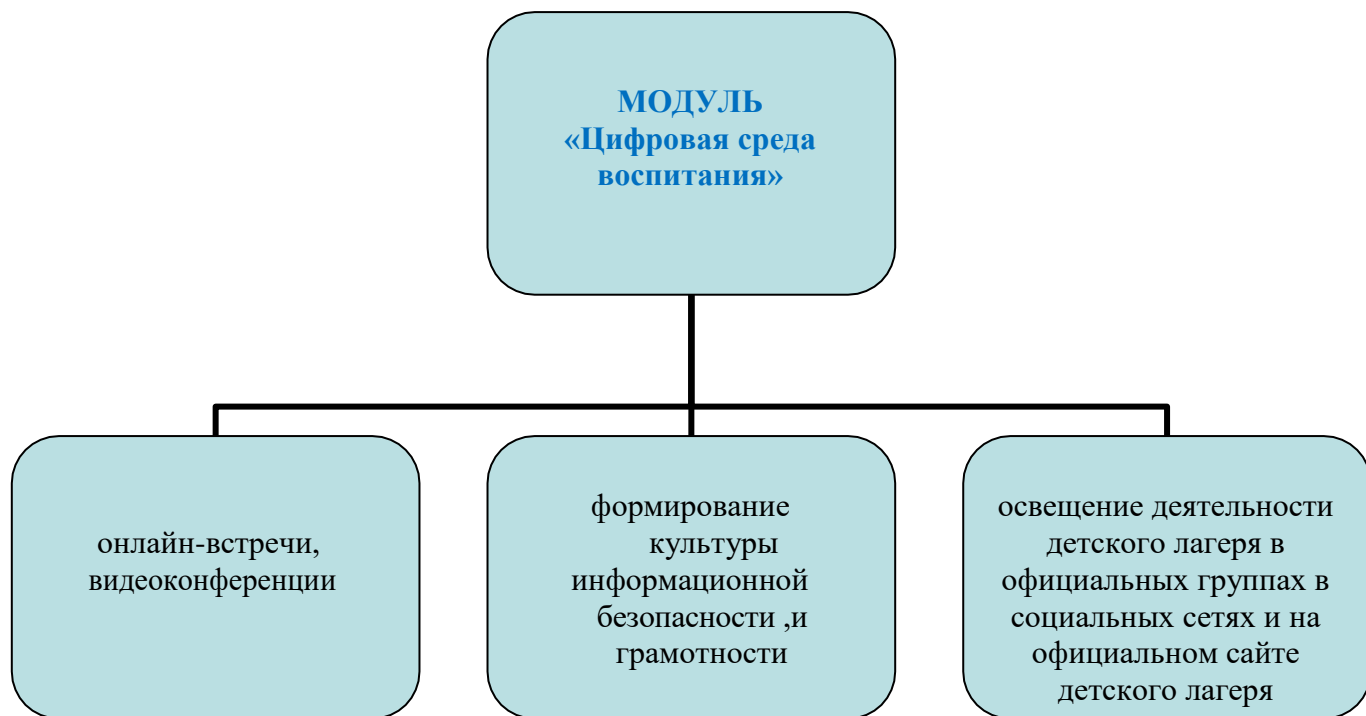 МОДУЛЬ
«Цифровая среда
воспитания»
онлайн-встречи,
видеоконференции
формирование
культуры
информационной
безопасности ,и
грамотности
освещение деятельности
детского лагеря в
официальных группах в
социальных сетях и на
официальном сайте
детского лагеря